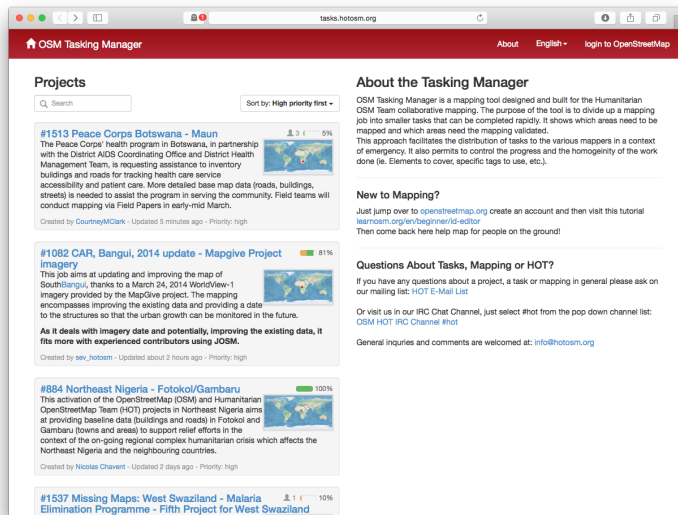 tasks.hotosm.org
1
OSM Tasking Manager
About
English
login to OpenStreetMap
Projects
Search
Sort by: High priority first
#1513 Peace Corps Botswana - Maun
3
5%
The Peace Corps' health program in Botswana, in partnership
with the District AIDS Coordinating Office and District Health
Management Team, is requesting assistance to inventory
buildings and roads for tracking health care service
accessibility and patient care. More detailed base map data (roads, buildings,
streets) is needed to assist the program in serving the community. Field teams will
conduct mapping via Field Papers in early-mid March.
Created by CourtneyMClark - Updated 5 minutes ago - Priority: high
#1082 CAR, Bangui, 2014 update - Mapgive Project
imagery
81%
This job aims at updating and improving the map of
SouthBangui, thanks to a March 24, 2014 WorldView-1
imagery provided by the MapGive project. The mapping
encompasses improving the existing data and providing a date
to the structures so that the urban growth can be monitored in the future.
As it deals with imagery date and potentially, improving the existing data, it
fits more with experienced contributors using JOSM.
Created by sev_hotosm - Updated about 2 hours ago - Priority: high
#884 Northeast Nigeria - Fotokol/Gambaru
100%
This activation of the OpenStreetMap (OSM) and Humanitarian
OpenStreetMap Team (HOT) projects in Northeast Nigeria aims
at providing baseline data (buildings and roads) in Fotokol and
Gambaru (towns and areas) to support relief efforts in the
context of the on-going regional complex humanitarian crisis which affects the
Northeast Nigeria and the neighbouring countries.
Created by Nicolas Chavent - Updated 2 days ago - Priority: high
#1537 Missing Maps: West Swaziland - Malaria
Elimination Programme - Fifth Project for West Swaziland
1
10%
About the Tasking Manager
OSM Tasking Manager is a mapping tool designed and built for the Humanitarian
OSM Team collaborative mapping. The purpose of the tool is to divide up a mapping
job into smaller tasks that can be completed rapidly. It shows which areas need to be
mapped and which areas need the mapping validated.
This approach facilitates the distribution of tasks to the various mappers in a context
of emergency. It also permits to control the progress and the homogeinity of the work
done (ie. Elements to cover, specific tags to use, etc.).
New to Mapping?
Just jump over to openstreetmap.org create an account and then visit this tutorial
learnosm.org/en/beginner/id-editor
Then come back here help map for people on the ground!
Questions About Tasks, Mapping or HOT?
If you have any questions about a project, a task or mapping in general please ask on
our mailing list: HOT E-Mail List
Or visit us in our IRC Chat Channel, just select #hot from the pop down channel list:
OSM HOT IRC Channel #hot
General inquries and comments are welcomed at: info@hotosm.org